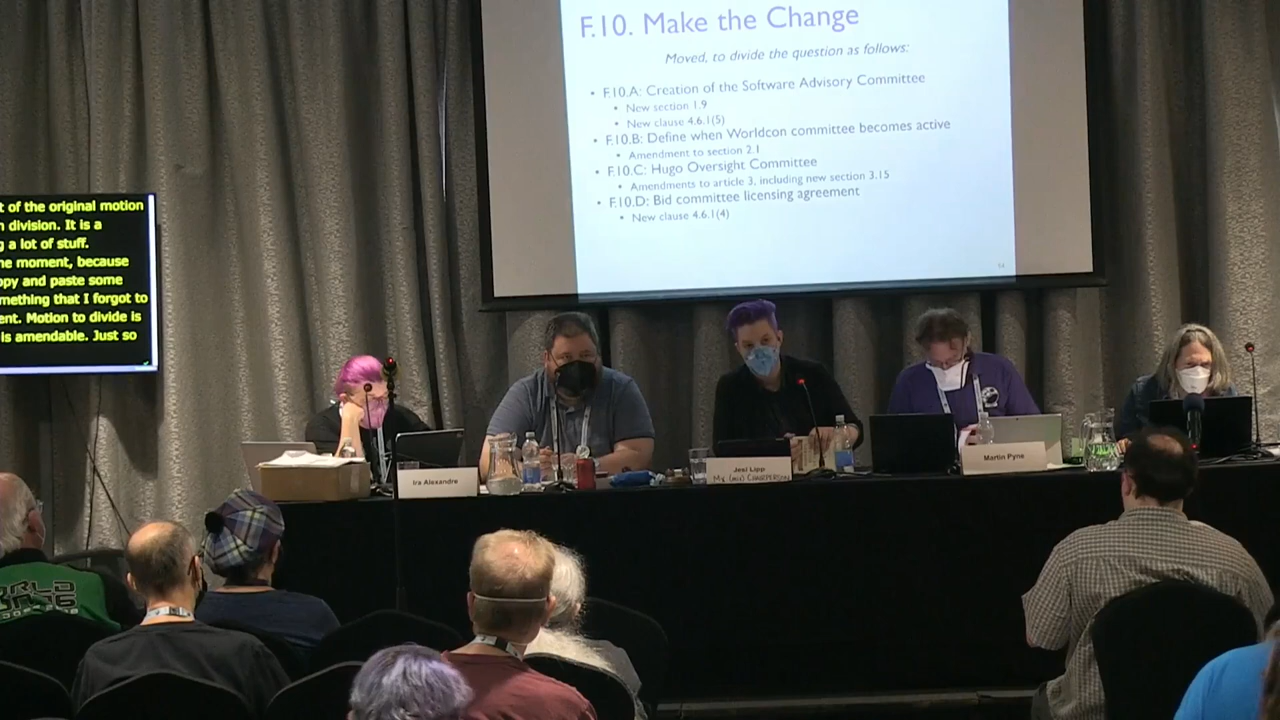 F.10. Make the Change
Moved, to divide the question as follows:
• F.10.A: Creation of the Software Advisory Committee
• New section 1.9
• New clause 4.6.1(5)
• F.10.B: Define when Worldcon committee becomes active
• Amendment to section 2.1
• F.10.C: Hugo Oversight Committee
• Amendments to article 3, including new section 3.15
• F.10.D: Bid committee licensing agreement
• New clause 4.6.1(4)
t of the original motion
division. It is a
g a lot of stuff.
ne moment, because
opy and paste some
mething that I forgot to
ent. Motion to divide is
is amendable. Just so
Ira Alexandre
Jesi Lipp
CHAIRPERSON
Martin Pyne